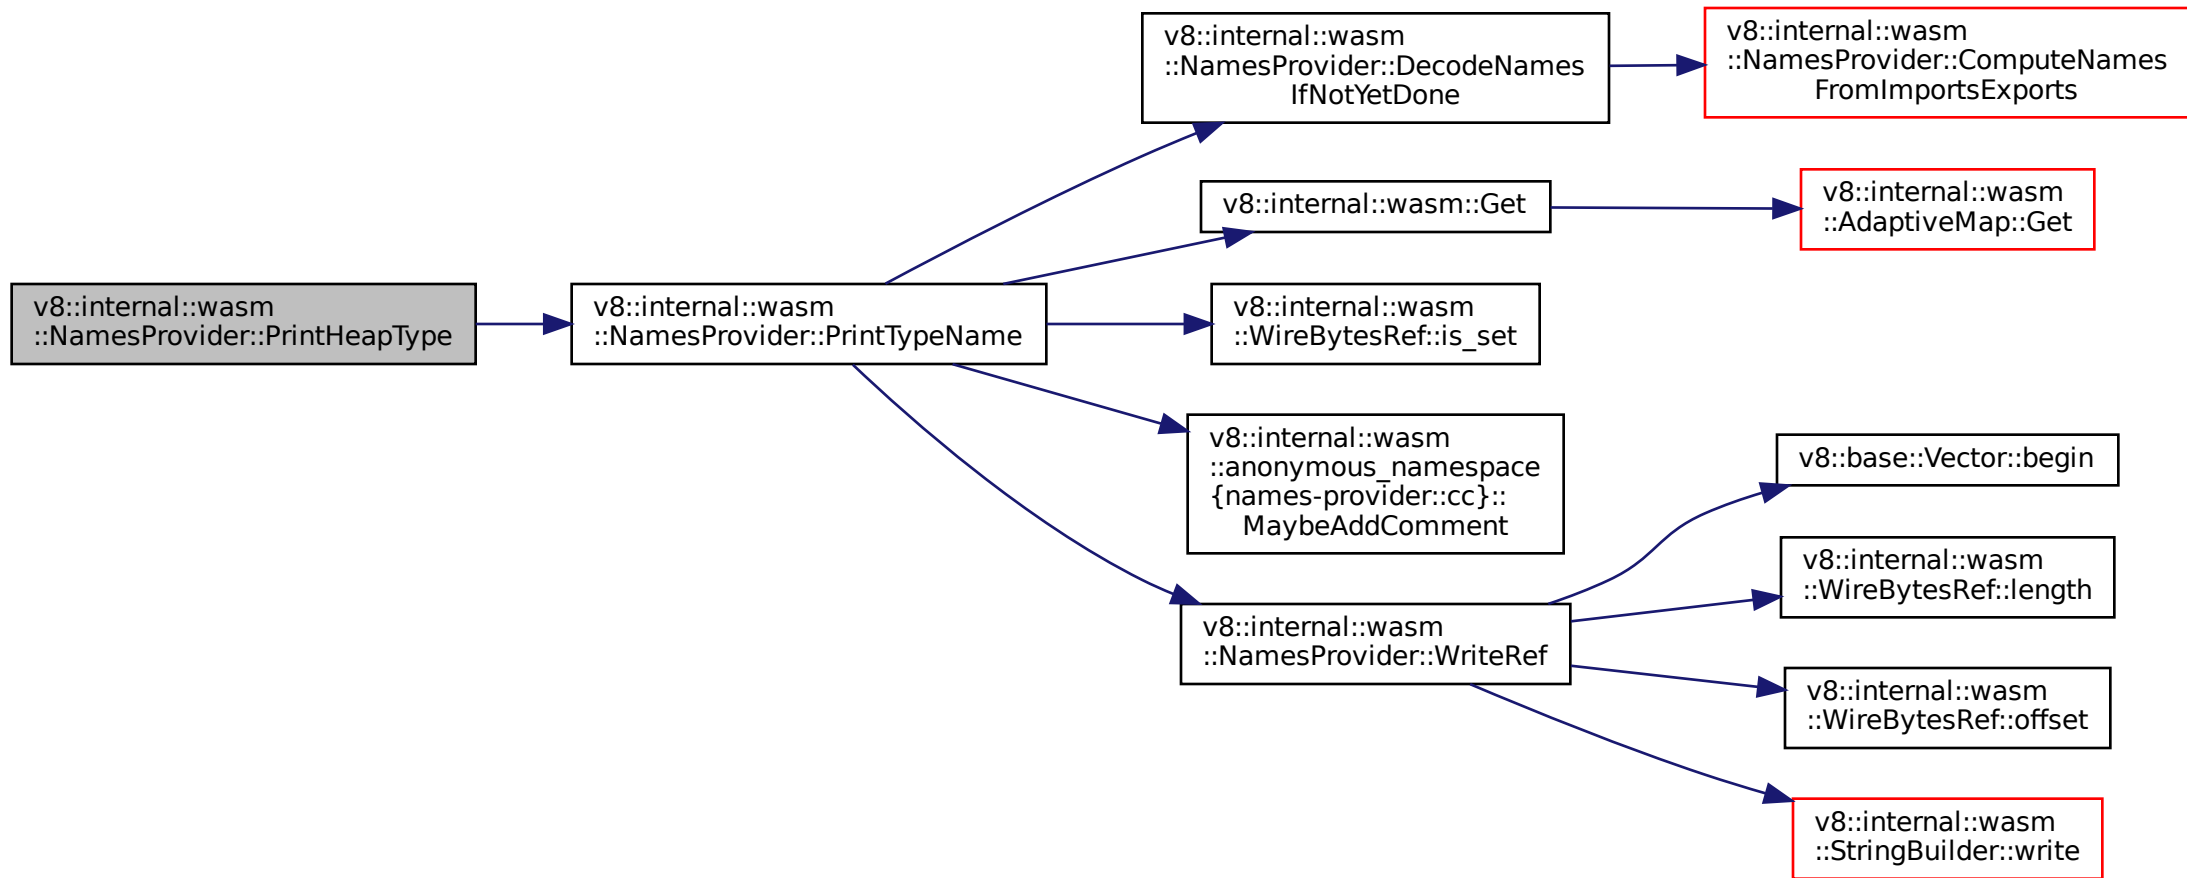 v8::internal::wasm
::NamesProvider::PrintHeapType
v8::internal::wasm
::NamesProvider::PrintTypeName
v8::internal::wasm
::NamesProvider::DecodeNames
IfNotYetDone
v8::internal::wasm
::NamesProvider::ComputeNames
FromImportsExports
v8::internal::wasm::Get
v8::internal::wasm
::AdaptiveMap::Get
v8::internal::wasm
::WireBytesRef::is_set
v8::internal::wasm
::anonymous_namespace
{names-provider::cc}::
MaybeAddComment
v8::internal::wasm
::NamesProvider::WriteRef
v8::base::Vector::begin
v8::internal::wasm
::WireBytesRef::length
v8::internal::wasm
::WireBytesRef::offset
v8::internal::wasm
::StringBuilder::write